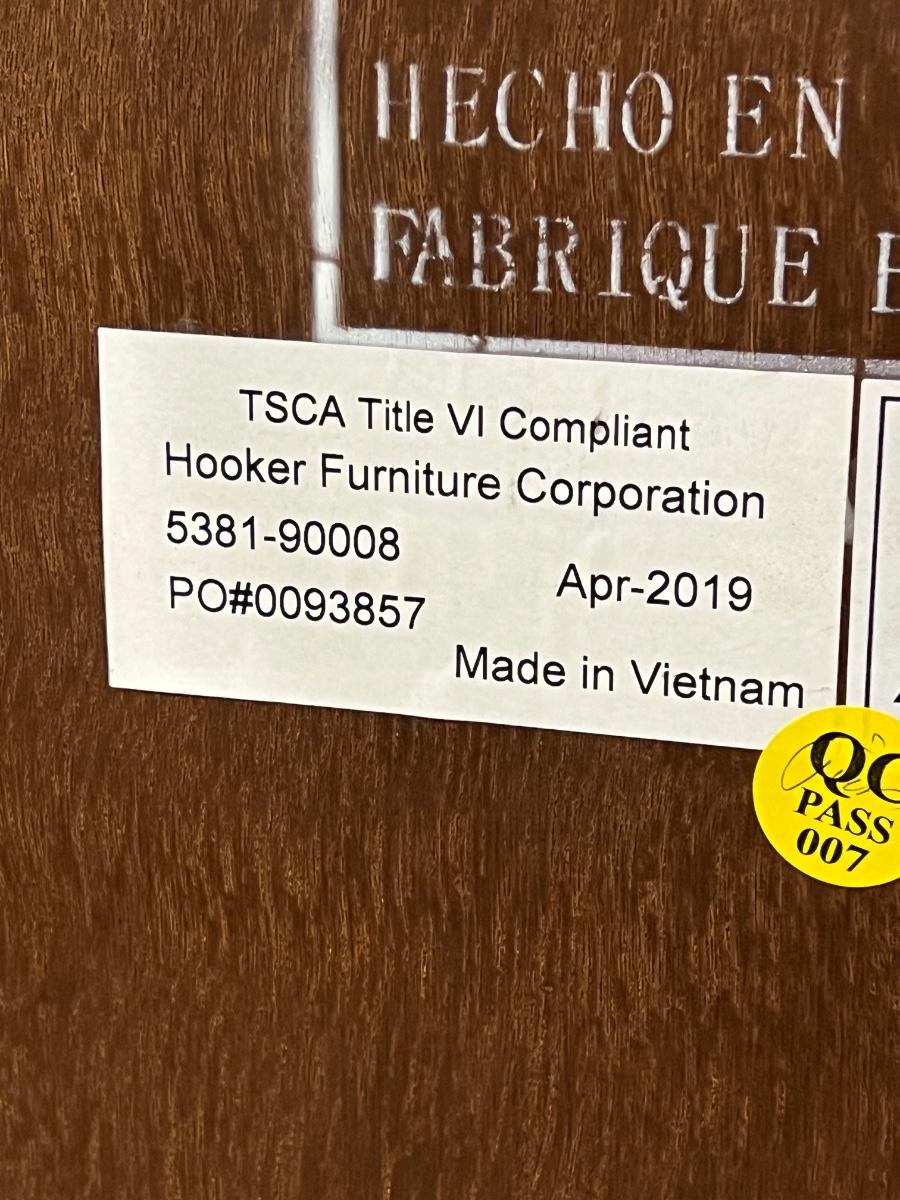 HECHO EN
FABRIQUE
TSCA Title VI Compliant
Hooker Furniture Corporation
5381-90008
Apr-2019
PO#0093857
Made in Vietnam
PASS
007